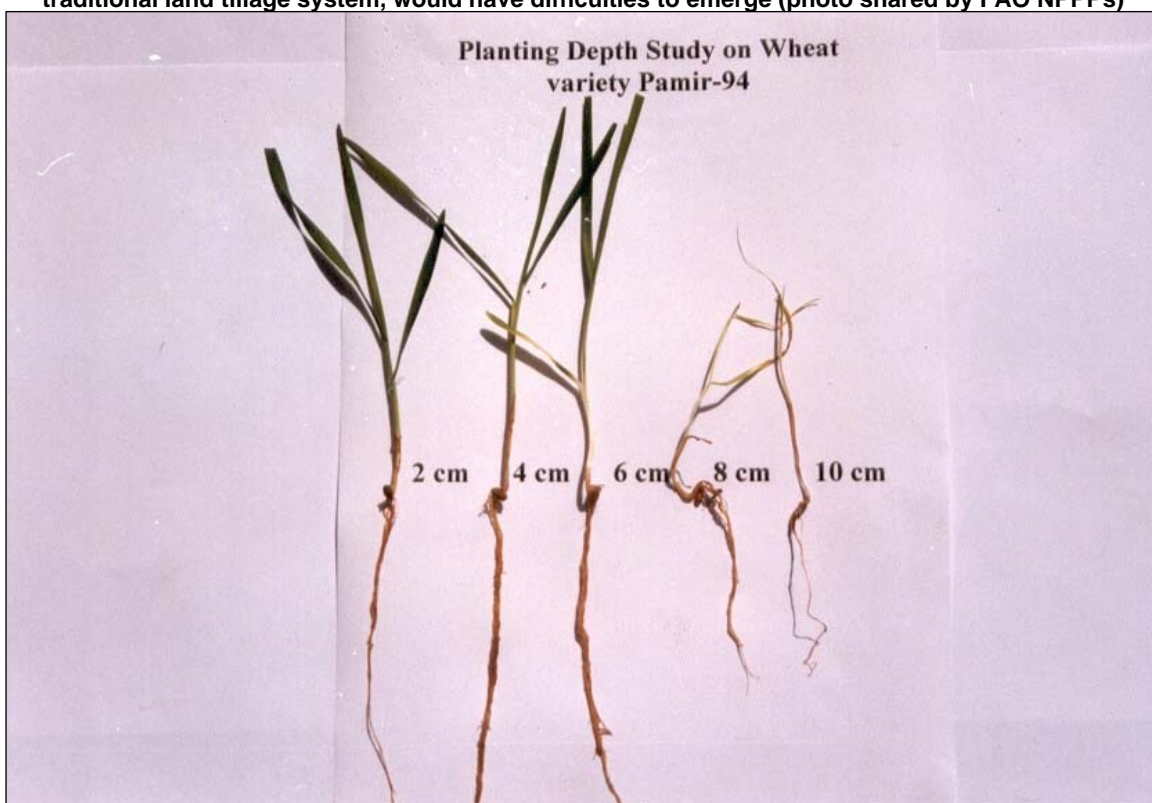 traditional land tillage system, would have difficulties to emerge (photo shared by FAO NPPPs)
Planting Depth Study on Wheat
variety Pamir-94
2 cm 4 cm 6 cm 8 cm 10 cm